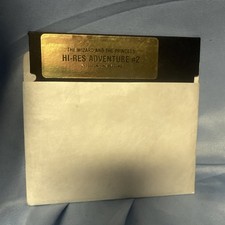 THE WIZARD AND THE PRINCESS
HI-RES ADVENTURE #2